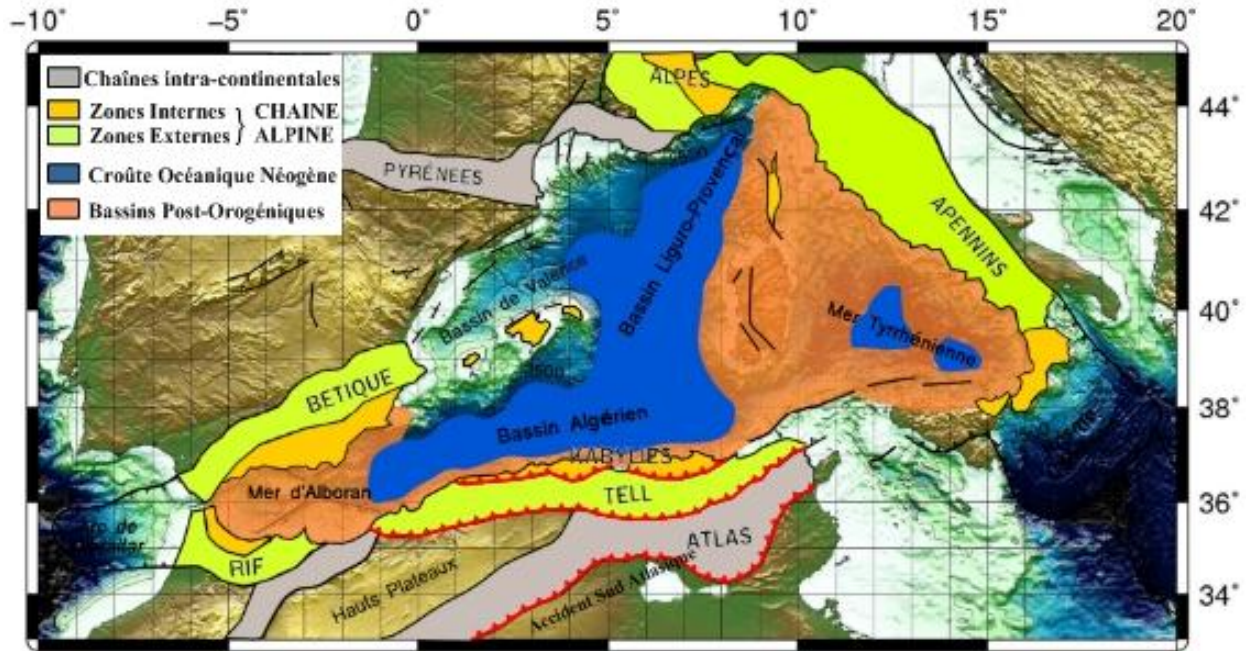 -10° -5° 0° 5° 10° 15° 20°
Chaînes intra-continentales
Zones Internes } CHAINE
Zones Externes } ALPINE
Croûte Océanique Néogène
Bassins Post-Orogéniques
44°
42°
40°
38°
36°
34°
ALPES
PYRÉNEES
APENNINS
Bassin Liguro-Provençal
Bassin de Valence
Mer Tyrrhénienne
BETIQUE
Bassin Algérien
KABYLIES
Mer d'Alboran
TELL
RIF
ATLAS
Hauts Plateaux
Accident Sud Atlasique